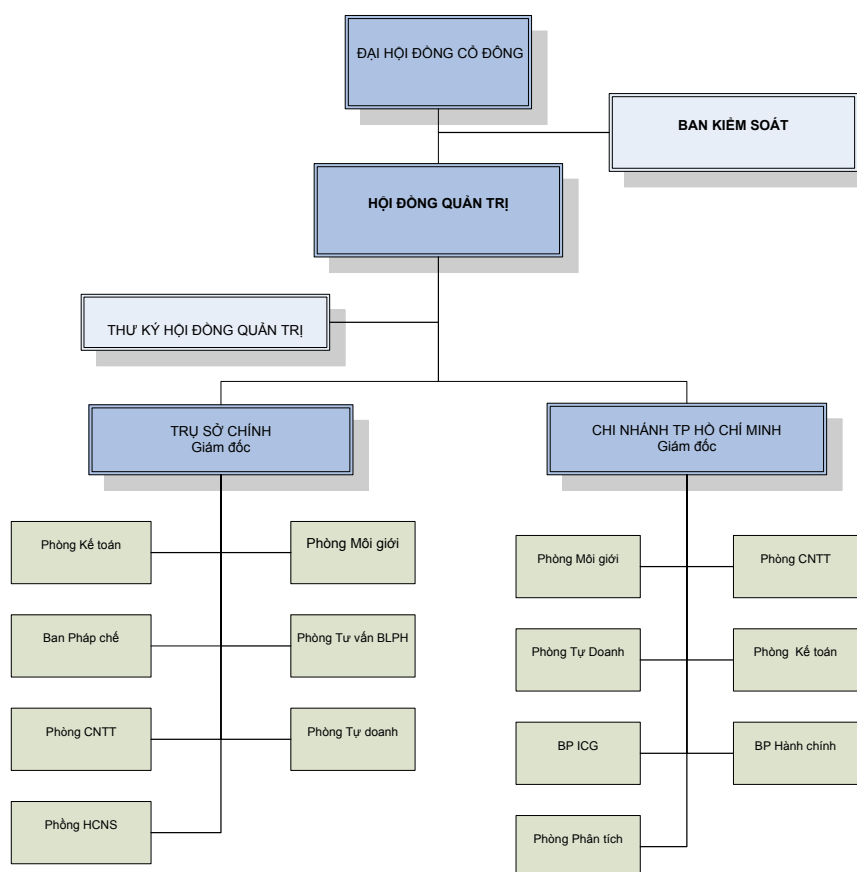 ĐẠI HỘI ĐỒNG CỔ ĐÔNG
BAN KIỂM SOÁT
HỘI ĐỒNG QUẢN TRỊ
THƯ KÝ HỘI ĐỒNG QUẢN TRỊ
TRỤ SỞ CHÍNH
Giám đốc
CHI NHÁNH TP HỒ CHÍ MINH
Giám đốc
Phòng Kế toán
Phòng Môi giới
Ban Pháp chế
Phòng Tư vấn BLPH
Phòng CNTT
Phòng Tự doanh
Phồng HCNS
Phòng Môi giới
Phòng CNTT
Phòng Tự Doanh
Phòng Kế toán
BP ICG
BP Hành chính
Phòng Phân tích